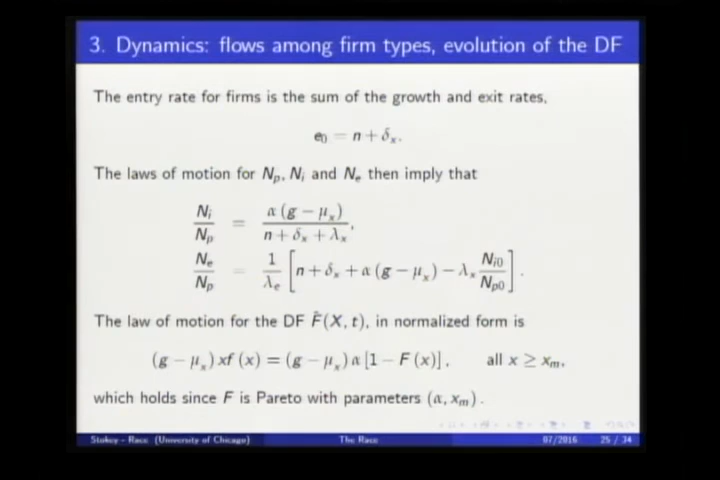 3. Dynamics: flows among firm types, evolution of the DF
The entry rate for firms is the sum of the growth and exit rates,
e₀ = n + δₓ.
The laws of motion for Nₚ, Nᵢ and Nₑ then imply that
Nᵢ/Nₚ = α (g − μₓ)/(n + δₓ + λₓ),
Nₑ/Nₚ = 1/λₑ [n + δₓ + α (g − μₓ) − λₓ Nᵢ₀/Nₚ₀].
The law of motion for the DF F̂(X, t), in normalized form is
(g − μₓ) xf (x) = (g − μₓ) α [1 − F (x)], all x ≥ xₘ,
which holds since F is Pareto with parameters (α, xₘ).
Stokey - Race (University of Chicago) The Race 07/2016 25 / 34